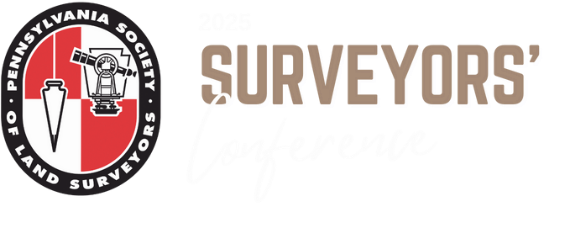 PENNSYLVANIA SOCIETY
OF LAND SURVEYORS
2025
SURVEYORS'
Conference